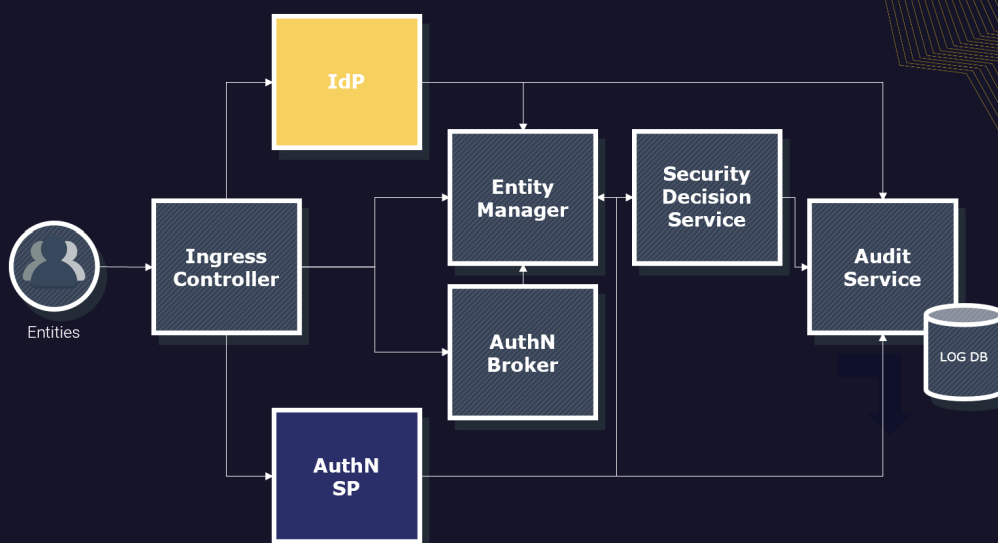 IdP
Entity
Manager
Security
Decision
Service
Ingress
Controller
Audit
Service
Entities
AuthN
Broker
LOG DB
AuthN
SP